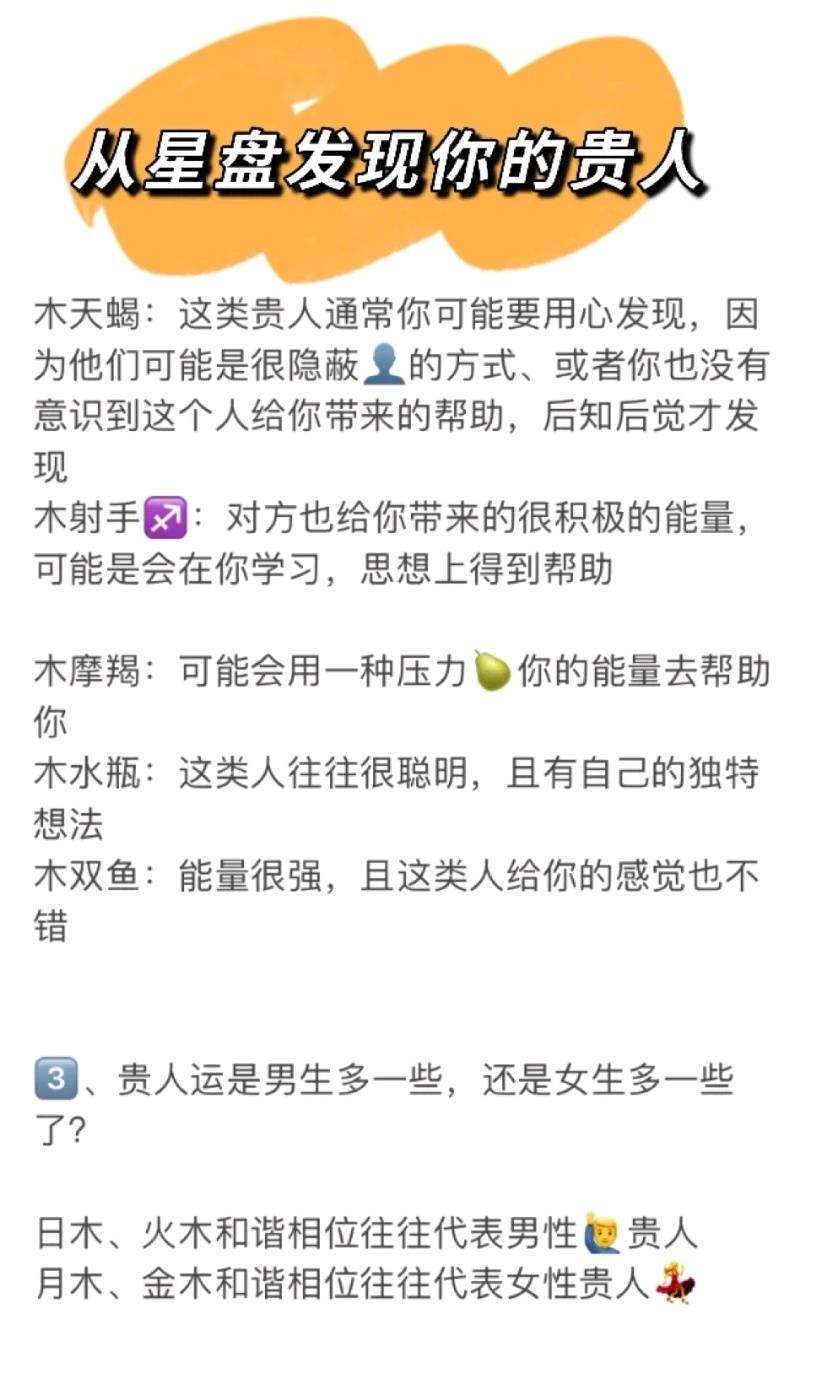 从星盘发现你的贵人
木天蝎：这类贵人通常你可能要用心发现，因
为他们可能是很隐蔽👤的方式、或者你也没有
意识到这个人给你带来的帮助，后知后觉才发
现
木射手♐：对方也给你带来的很积极的能量，
可能是会在你学习，思想上得到帮助
木摩羯：可能会用一种压力🍐你的能量去帮助
你
木水瓶：这类人往往很聪明，且有自己的独特
想法
木双鱼：能量很强，且这类人给你的感觉也不
错
3️⃣、贵人运是男生多一些，还是女生多一些
了？
日木、火木和谐相位往往代表男性🙋‍♂️贵人
月木、金木和谐相位往往代表女性贵人💃